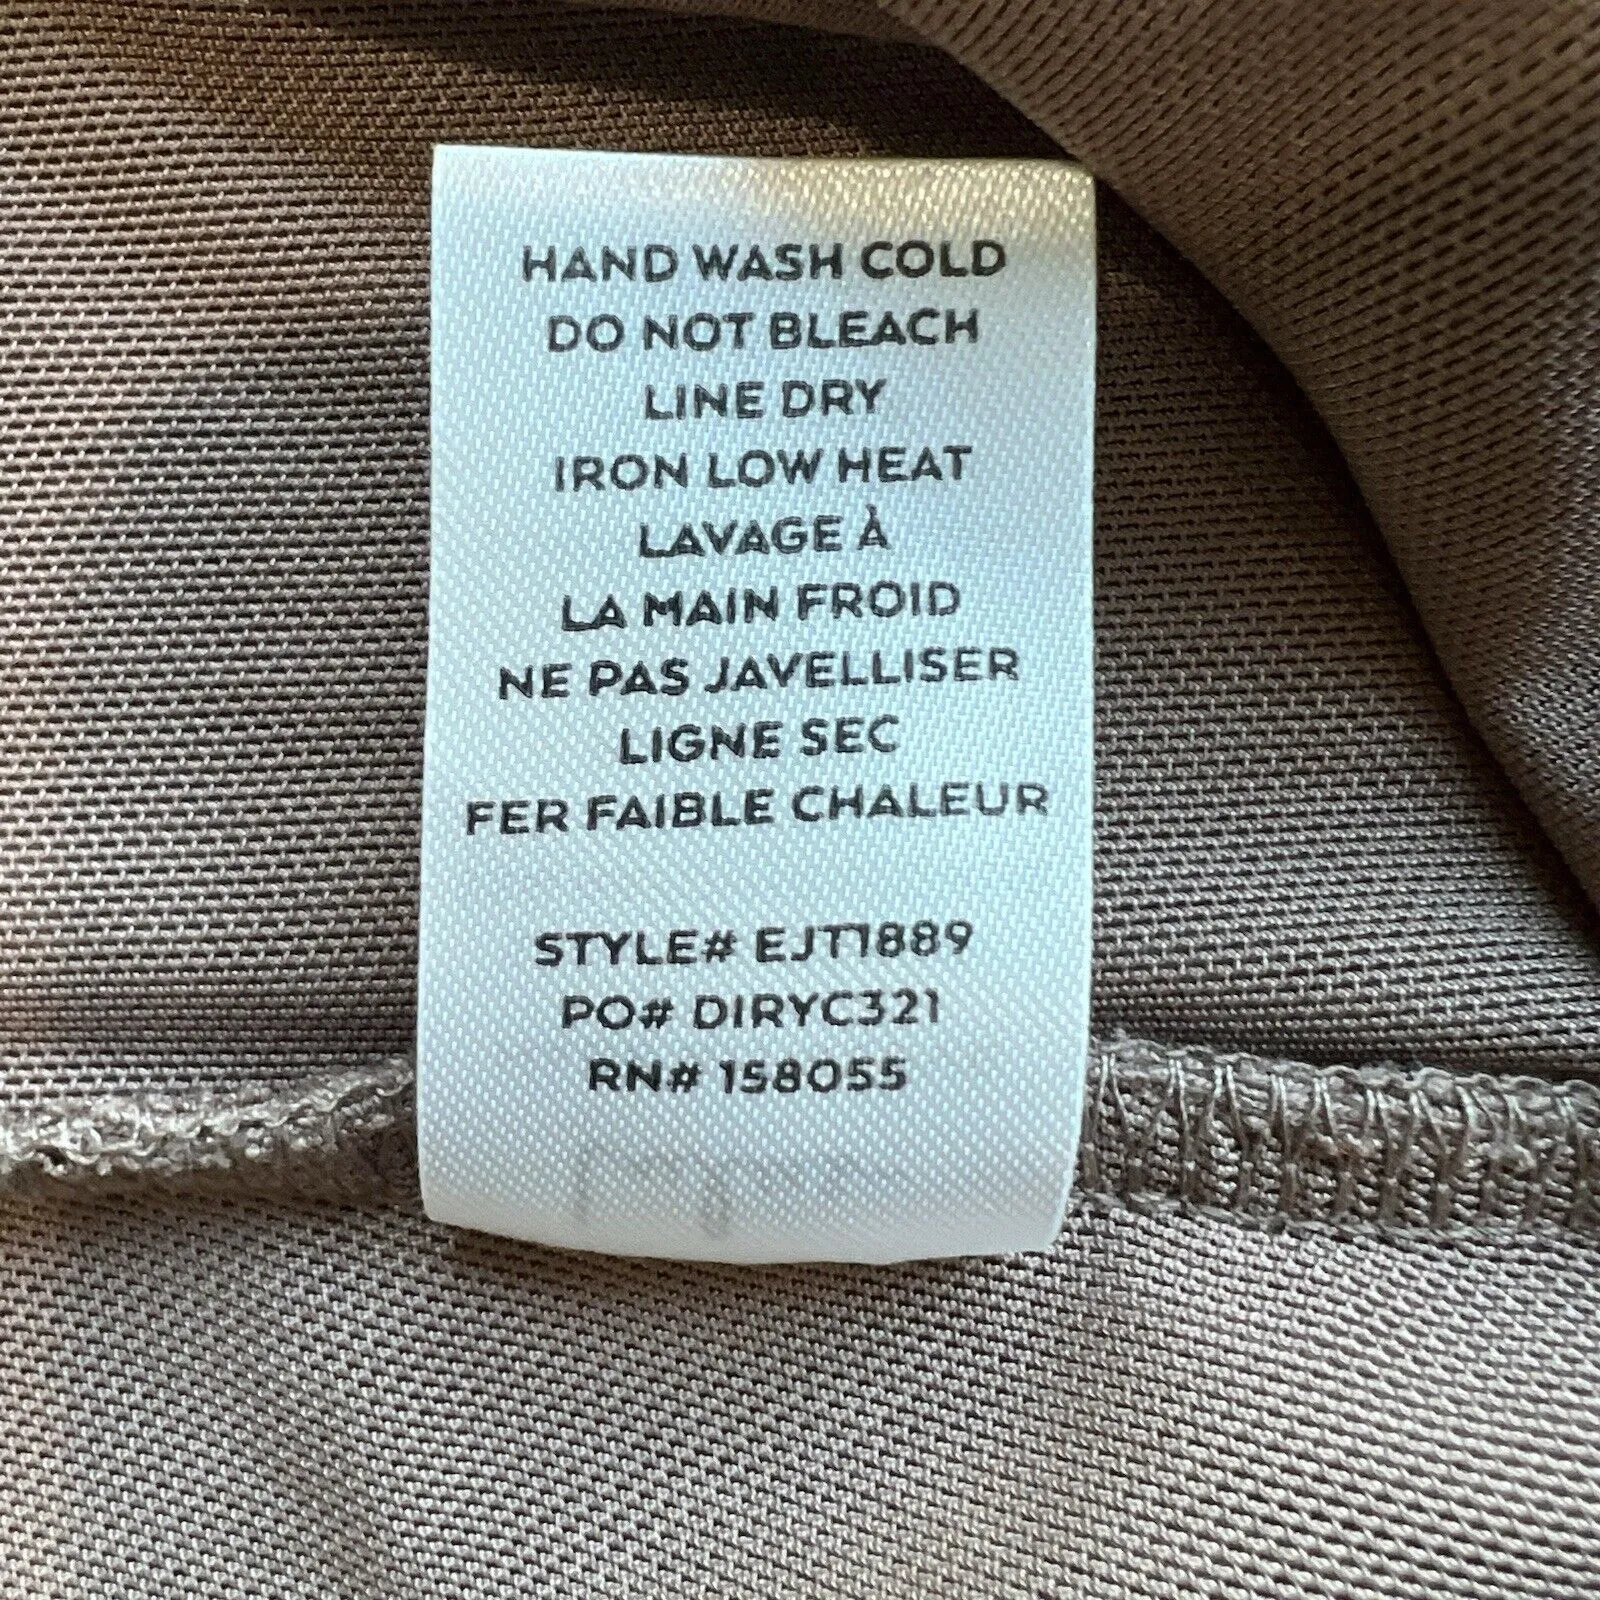 HAND WASH COLD
DO NOT BLEACH
LINE DRY
IRON LOW HEAT
LAVAGE À
LA MAIN FROID
NE PAS JAVELLISER
LIGNE SEC
FER FAIBLE CHALEUR
STYLE# EJT1889
PO# DIRYC321
RN# 158055